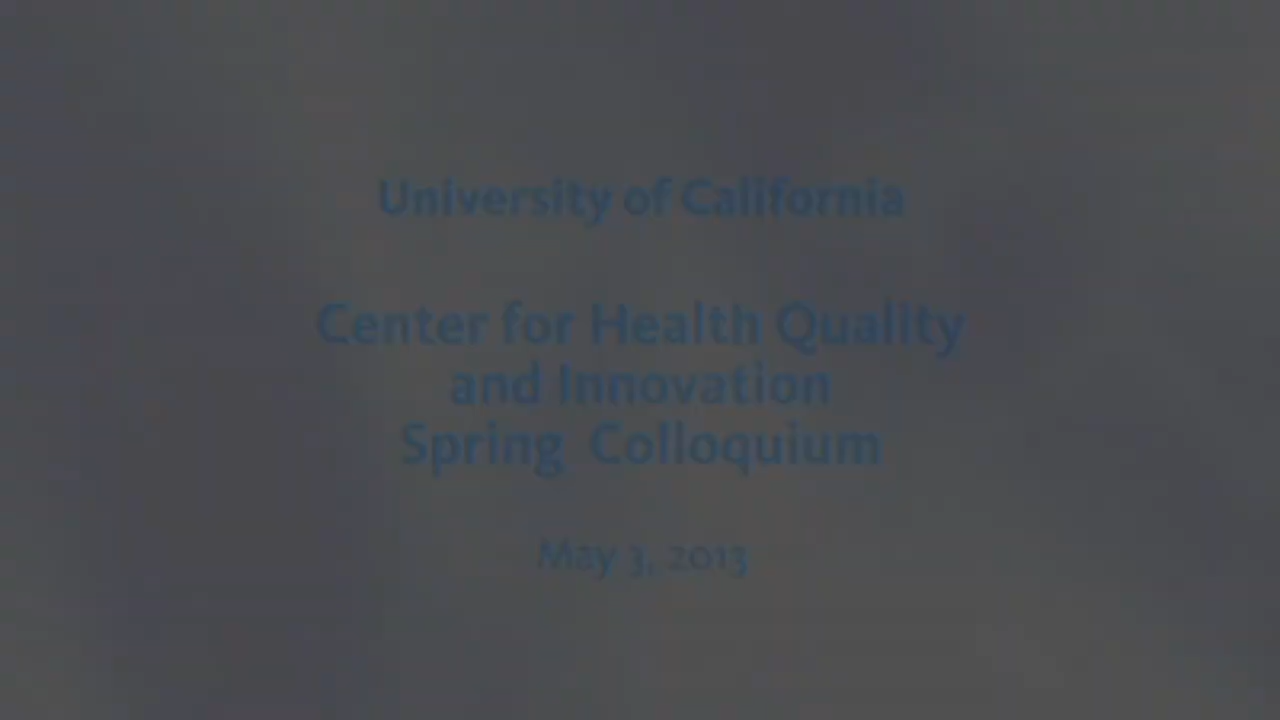 University of California
Center for Health Quality
and Innovation
Spring Colloquium
May 3, 2013